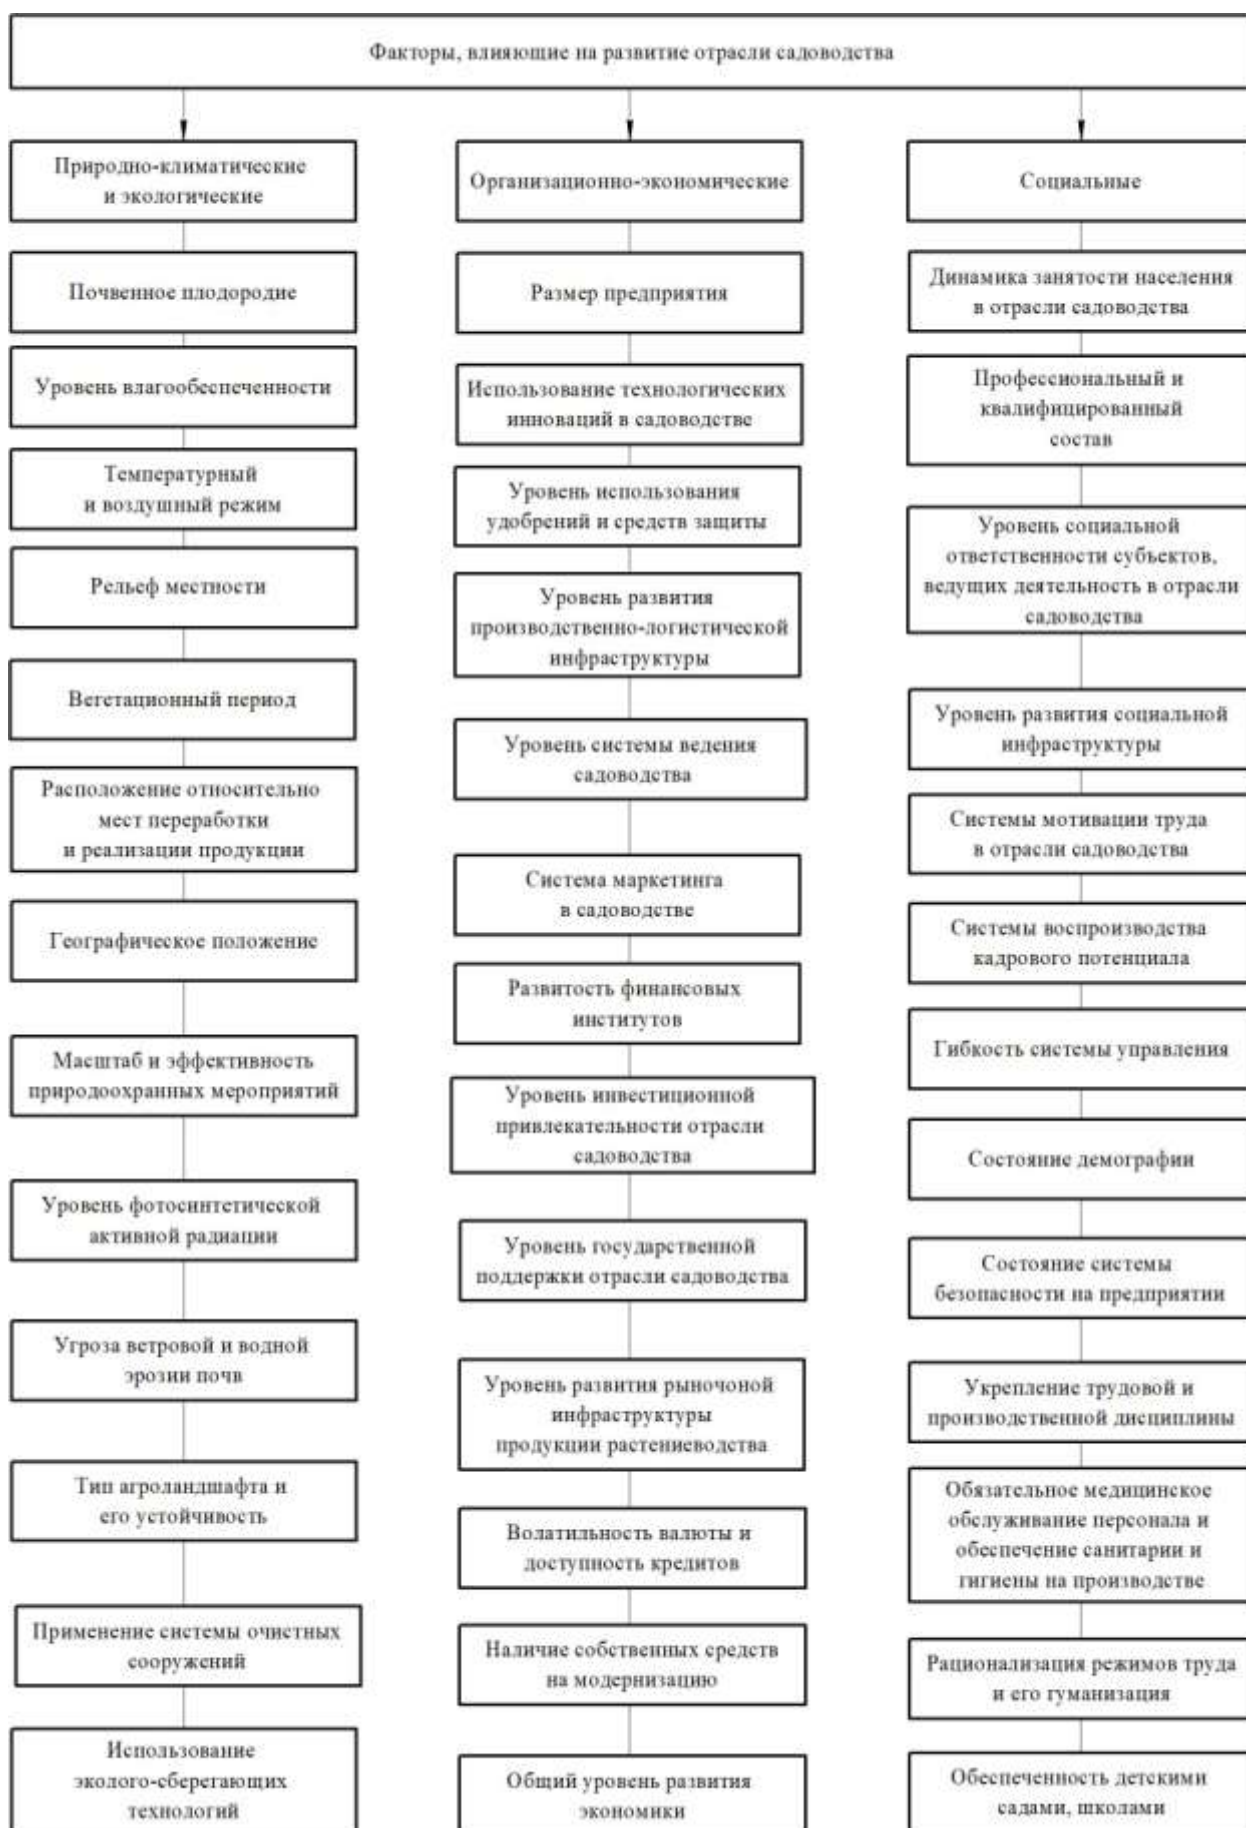 Факторы, влияющие на развитие отрасли садоводства
Природно-климатические
и экологические
Почвенное плодородие
Уровень влагообеспеченности
Температурный
и воздушный режим
Рельеф местности
Вегетационный период
Расположение относительно
мест переработки
и реализации продукции
Географическое положение
Масштаб и эффективность
природоохранных мероприятий
Уровень фотосинтетической
активной радиации
Угроза ветровой и водной
эрозии почв
Тип агроландшафта и
его устойчивость
Применение системы очистных
сооружений
Использование
эколого-сберегающих
технологий
Организационно-экономические
Размер предприятия
Использование технологических
инноваций в садоводстве
Уровень использования
удобрений и средств защиты
Уровень развития
производственно-логистической
инфраструктуры
Уровень системы ведения
садоводства
Система маркетинга
в садоводстве
Развитость финансовых
институтов
Уровень инвестиционной
привлекательности отрасли
садоводства
Уровень государственной
поддержки отрасли садоводства
Уровень развития рыночоной
инфраструктуры
продукции растениеводства
Волатильность валюты и
доступность кредитов
Наличие собственных средств
на модернизацию
Общий уровень развития
экономики
Социальные
Динамика занятости населения
в отрасли садоводства
Профессиональный и
квалифицированный
состав
Уровень социальной
ответственности субъектов,
ведущих деятельность в отрасли
садоводства
Уровень развития социальной
инфраструктуры
Системы мотивации труда
в отрасли садоводства
Системы воспроизводства
кадрового потенциала
Гибкость системы управления
Состояние демографии
Состояние системы
безопасности на предприятии
Укрепление трудовой и
производственной дисциплины
Обязательное медицинское
обслуживание персонала и
обеспечение санитарии и
гигиены на производстве
Рационализация режимов труда
и его гуманизация
Обеспеченность детскими
садами, школами